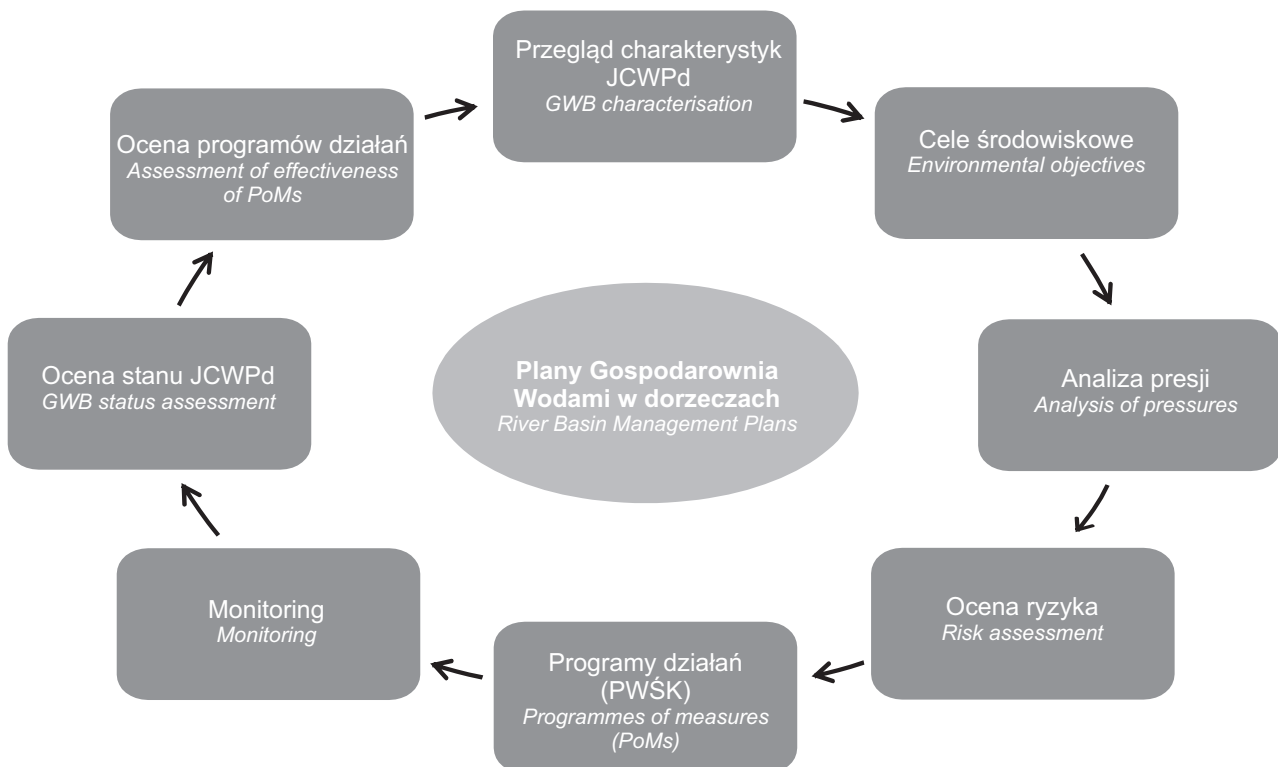 Przegląd charakterystyk
JCWPd
GWB characterisation
Cele środowiskowe
Environmental objectives
Analiza presji
Analysis of pressures
Ocena ryzyka
Risk assessment
Programy działań
(PWŚK)
Programmes of measures
(PoMs)
Monitoring
Monitoring
Ocena stanu JCWPd
GWB status assessment
Ocena programów działań
Assessment of effectiveness
of PoMs
Plany Gospodarownia
Wodami w dorzeczach
River Basin Management Plans